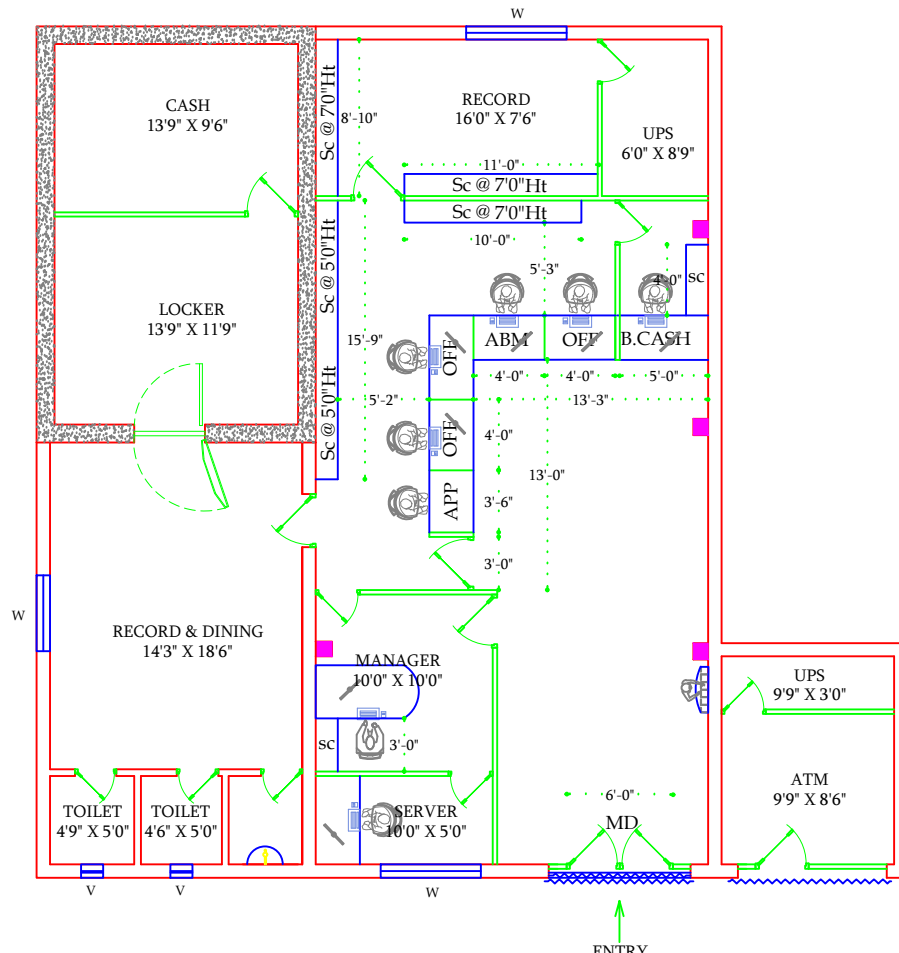 W
CASH
13'9" X 9'6"
Sc @ 7'0"Ht
8'-10"
RECORD
16'0" X 7'6"
UPS
6'0" X 8'9"
11'-0"
Sc @ 7'0"Ht
Sc @ 7'0"Ht
10'-0"
Sc @ 5'0"Ht
5'-3"
4'-0"
SC
LOCKER
13'9" X 11'9"
15'-9"
OFF
ABM
OFF
B.CASH
4'-0"
4'-0"
5'-0"
Sc @ 5'0"Ht
5'-2"
13'-3"
OFF
4'-0"
13'-0"
APP
3'-6"
3'-0"
W
RECORD & DINING
14'3" X 18'6"
MANAGER
10'0" X 10'0"
UPS
9'9" X 3'0"
SC
3'-0"
ATM
9'9" X 8'6"
TOILET
4'9" X 5'0"
TOILET
4'6" X 5'0"
SERVER
10'0" X 5'0"
6'-0"
MD
V
V
W
ENTRY